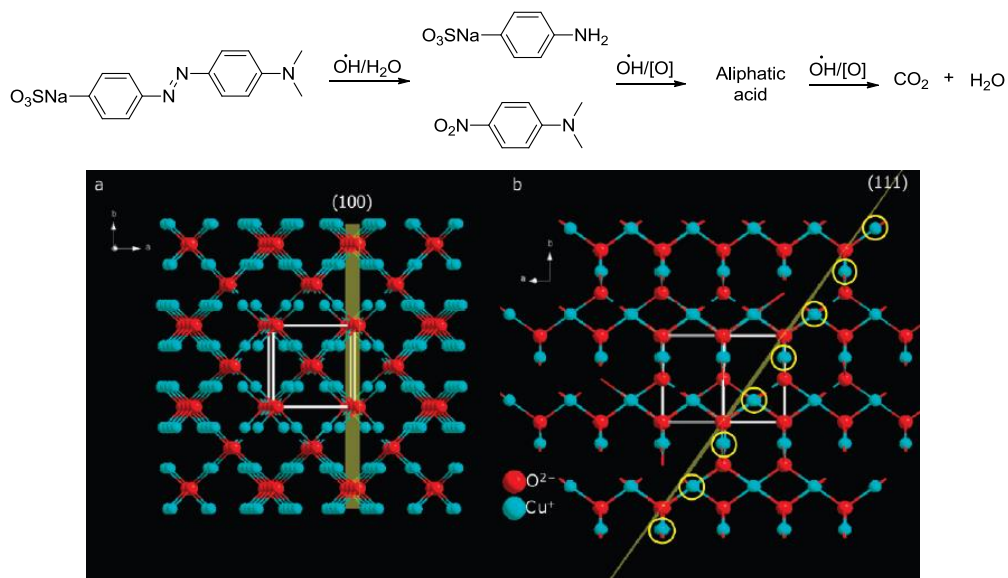 O₃SNa
N
N
N
ȮH/H₂O
O₃SNa
NH₂
O₂N
N
ȮH/[O]
Aliphatic
acid
ȮH/[O]
CO₂ + H₂O
a
(100)
b
a
b
(111)
b
a
O²⁻
Cu⁺